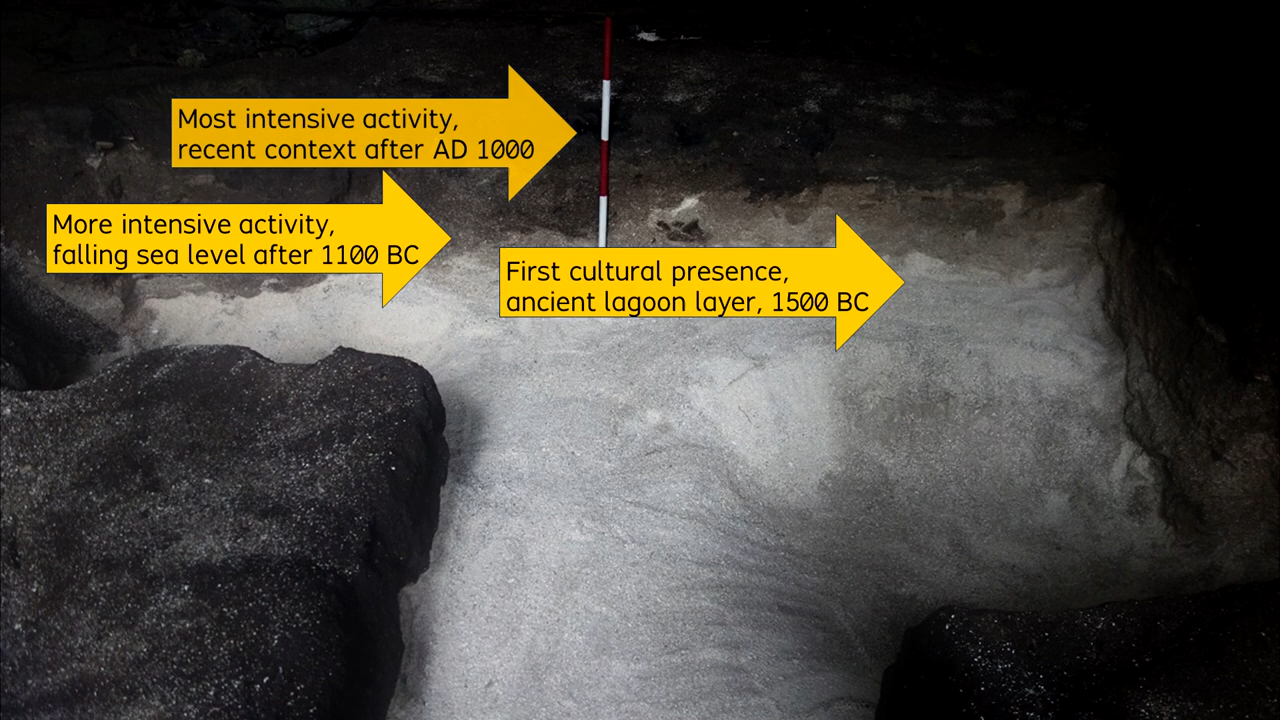 Most intensive activity,
recent context after AD 1000
More intensive activity,
falling sea level after 1100 BC
First cultural presence,
ancient lagoon layer, 1500 BC